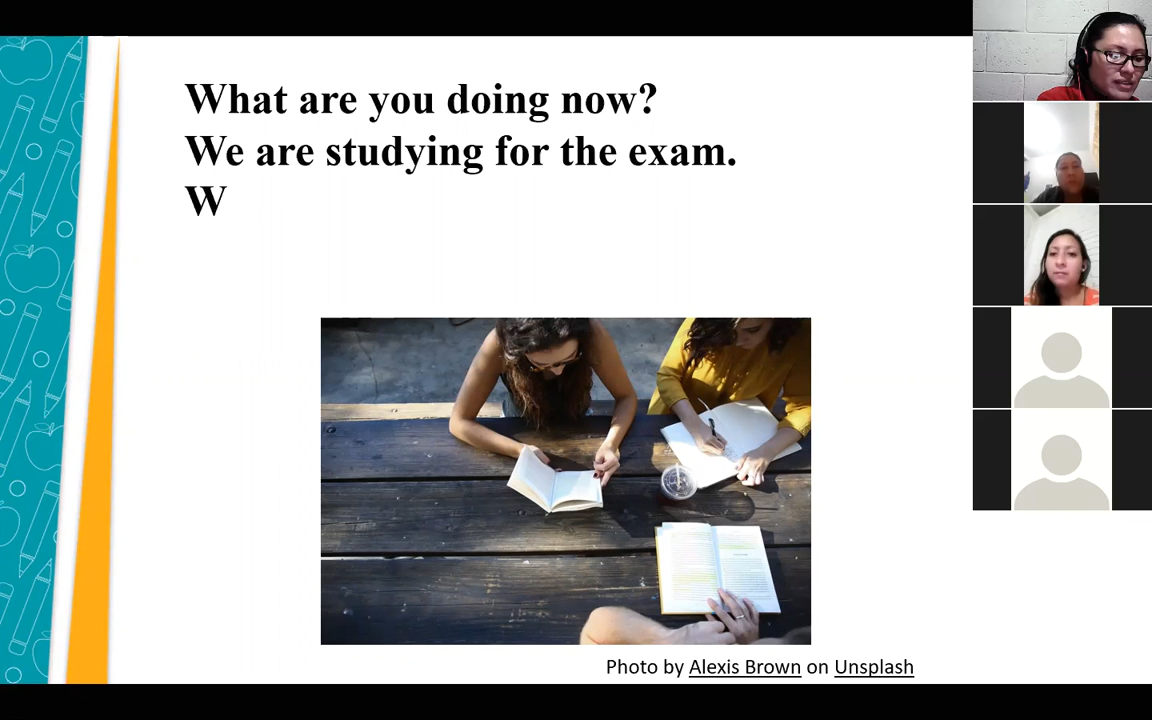 What are you doing now?
We are studying for the exam.
W
Photo by Alexis Brown on Unsplash